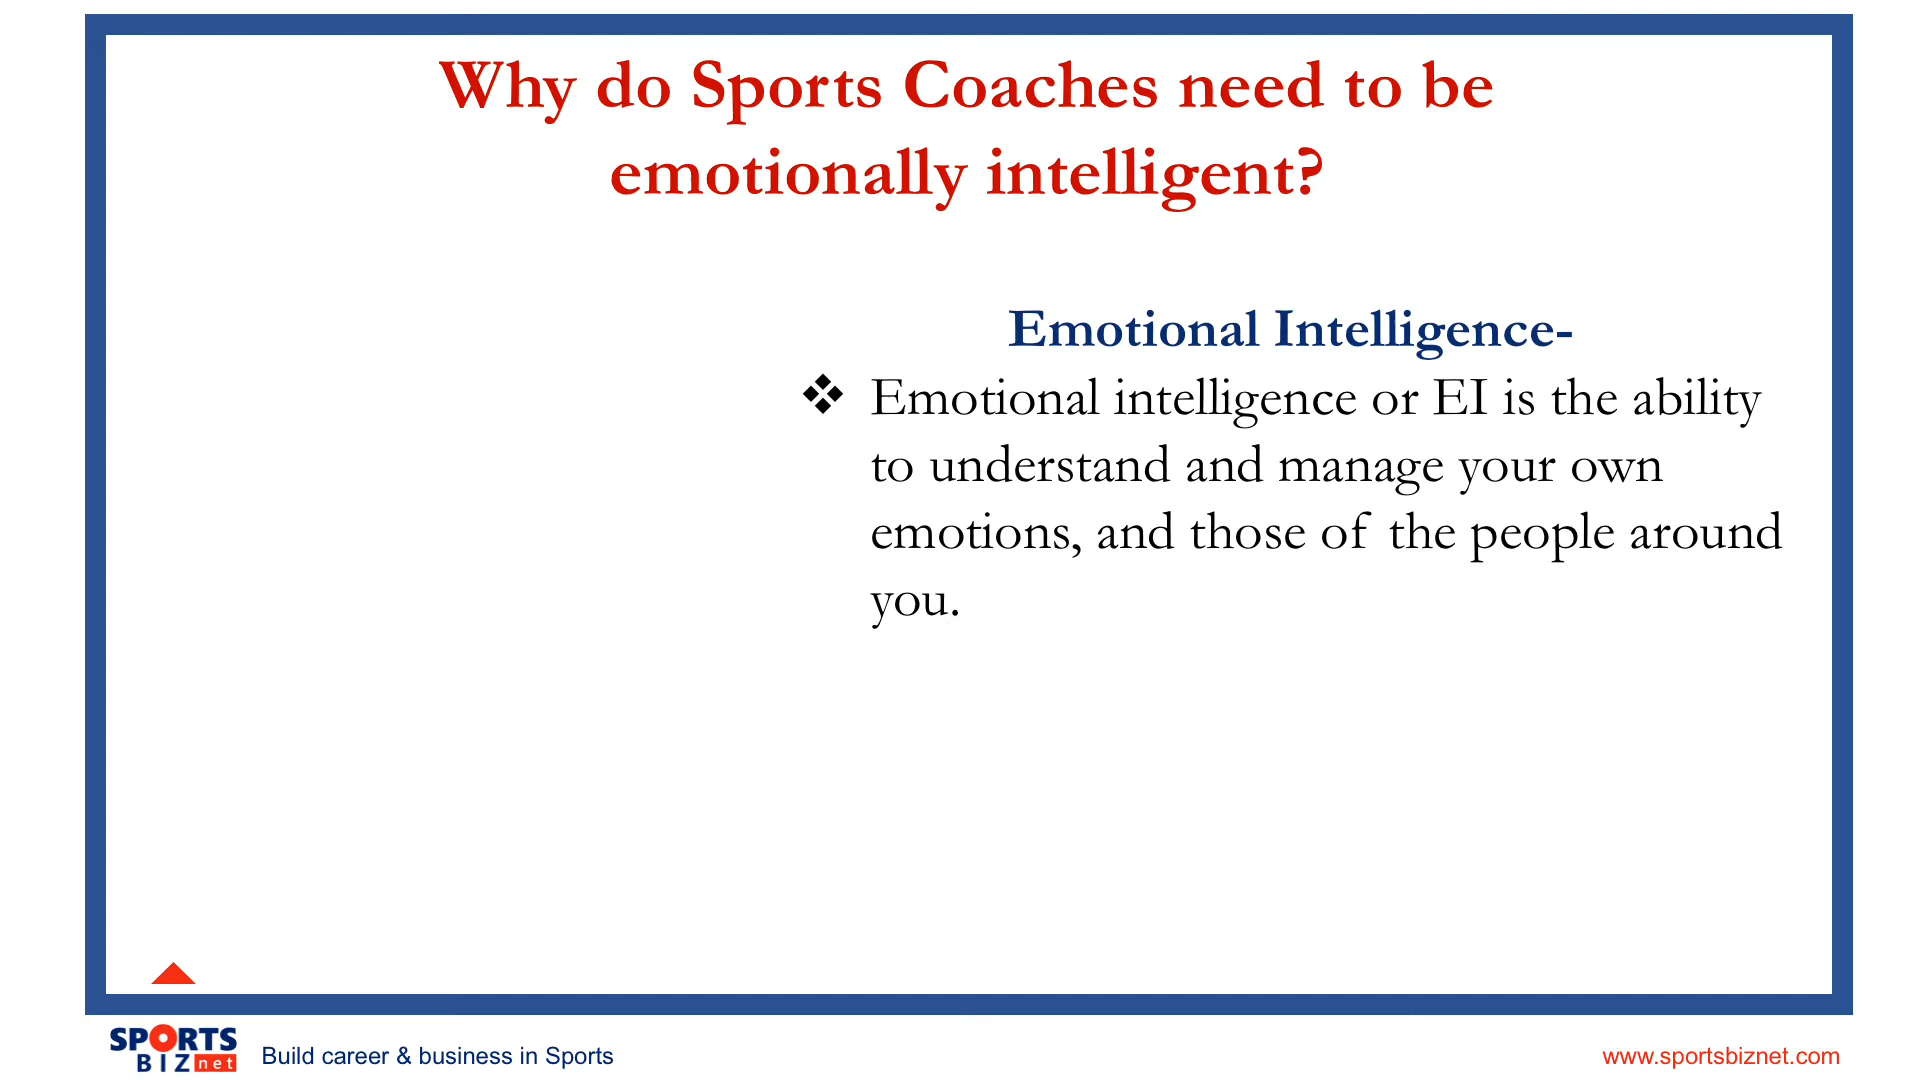 Why do Sports Coaches need to be
emotionally intelligent?
Emotional Intelligence-
❖ Emotional intelligence or EI is the ability
to understand and manage your own
emotions, and those of the people around
you.
SPORTS
BIZ net
Build career & business in Sports
www.sportsbiznet.com